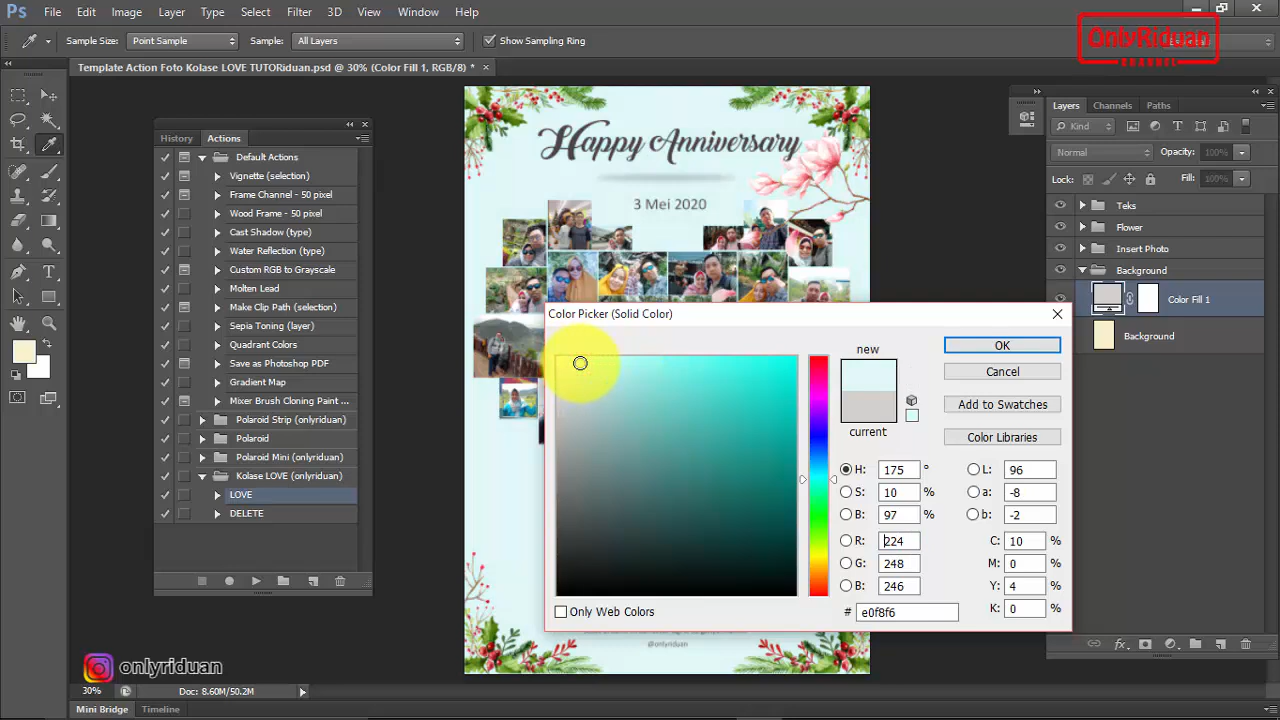 Ps File Edit Image Layer Type Select Filter 3D View Window Help
Sample Size: Point Sample Sample: All Layers Show Sampling Ring
OnlyRiduan
CHANNEL
Template Action Foto Kolase LOVE TUTORiduan.psd @ 30% (Color Fill 1, RGB/8) *
History Actions
Default Actions
Vignette (selection)
Frame Channel - 50 pixel
Wood Frame - 50 pixel
Cast Shadow (type)
Water Reflection (type)
Custom RGB to Grayscale
Molten Lead
Make Clip Path (selection)
Sepia Toning (layer)
Quadrant Colors
Save as Photoshop PDF
Gradient Map
Mixer Brush Cloning Paint ...
Polaroid Strip (onlyriduan)
Polaroid
Polaroid Mini (onlyriduan)
Kolase LOVE (onlyriduan)
LOVE
DELETE
Happy Anniversary
3 Mei 2020
@onlyriduan
Color Picker (Solid Color)
new
current
OK
Cancel
Add to Swatches
Color Libraries
H: 175 ° L: 96
S: 10 % a: -8
B: 97 % b: -2
R: 224 C: 10 %
G: 248 M: 0 %
B: 246 Y: 4 %
# e0f8f6 K: 0 %
Only Web Colors
Layers Channels Paths
Kind
Normal Opacity: 100%
Lock: Fill: 100%
Teks
Flower
Insert Photo
Background
Color Fill 1
Background
onlyriduan
30% Doc: 8.60M/50.2M
Mini Bridge Timeline